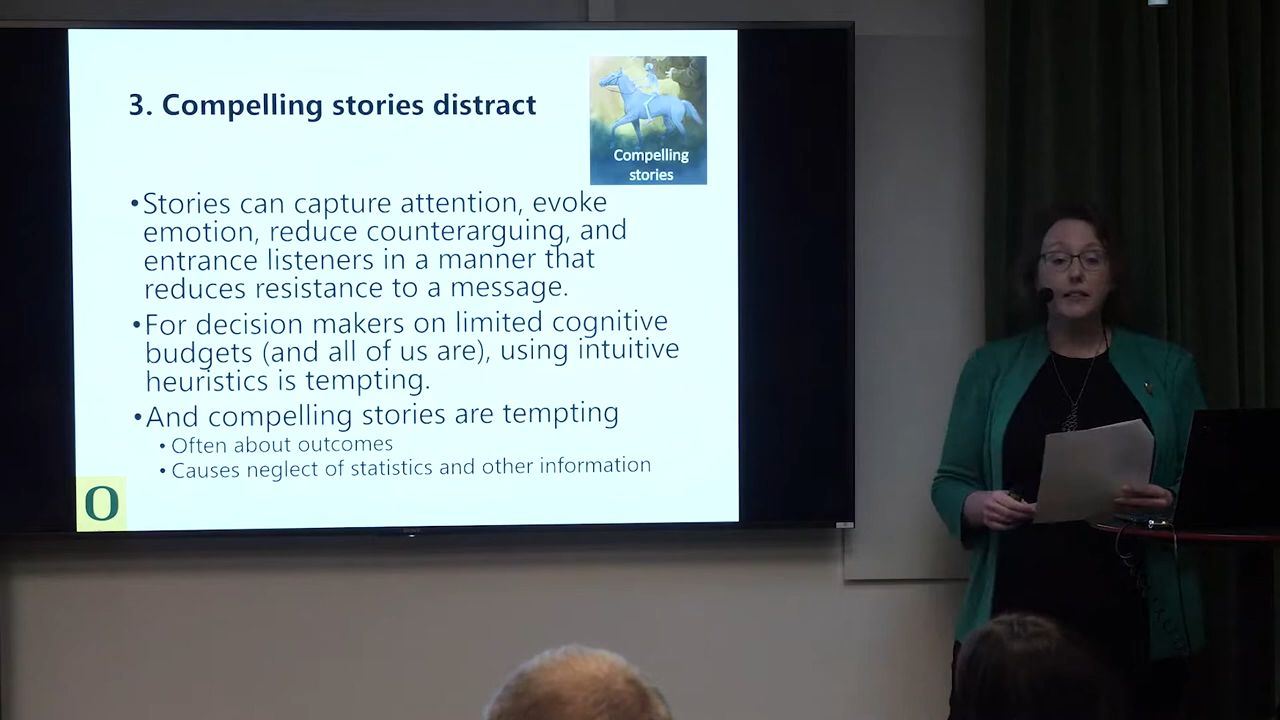 3. Compelling stories distract
Compelling
stories
•Stories can capture attention, evoke
emotion, reduce counterarguing, and
entrance listeners in a manner that
reduces resistance to a message.
•For decision makers on limited cognitive
budgets (and all of us are), using intuitive
heuristics is tempting.
•And compelling stories are tempting
• Often about outcomes
• Causes neglect of statistics and other information
O